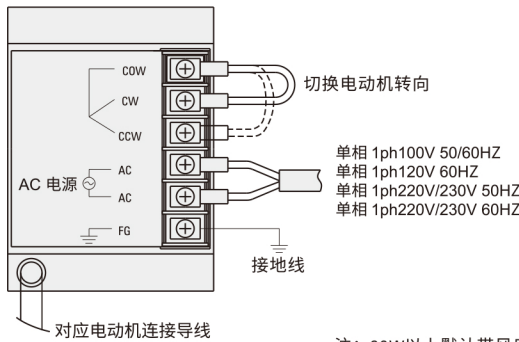 COW
CW
CCW
AC 电源
AC
AC
FG
切换电动机转向
单相 1ph100V 50/60HZ
单相 1ph120V 60HZ
单相 1ph220V/230V 50HZ
单相 1ph220V/230V 60HZ
接地线
对应电动机连接导线